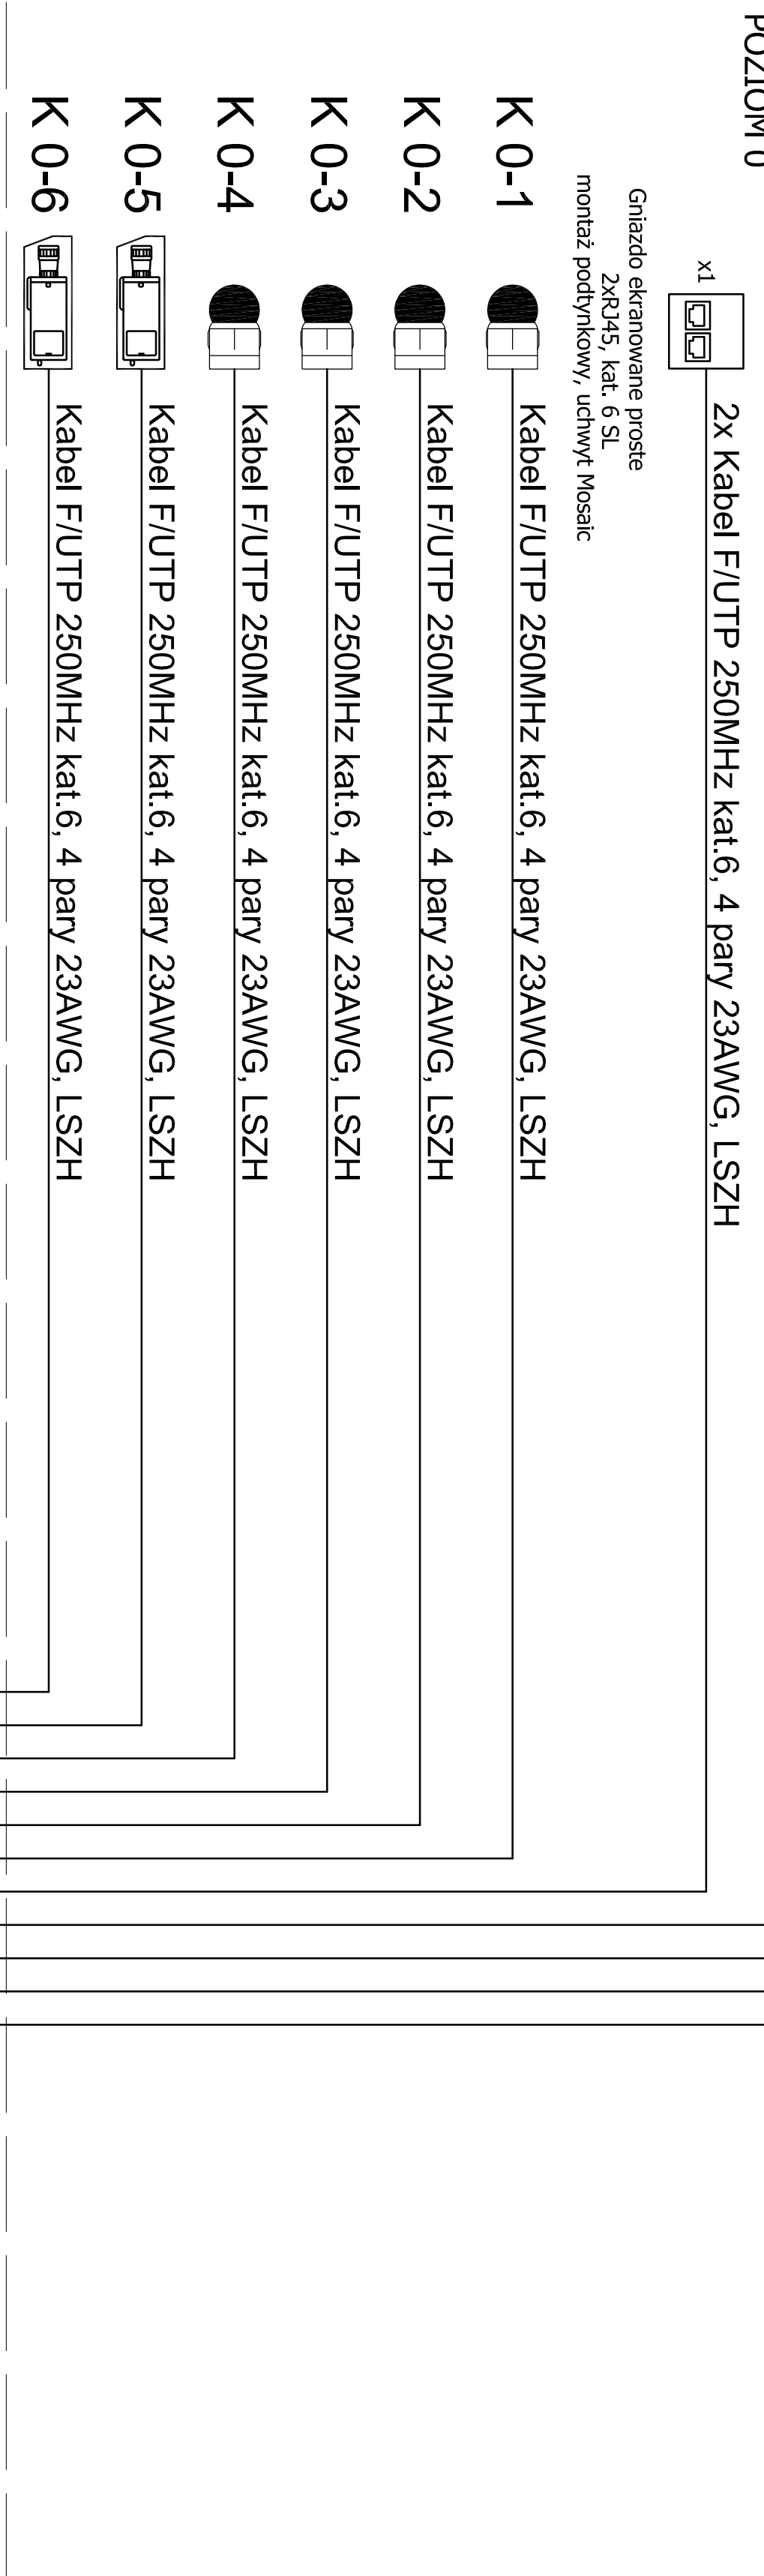 POZIOM 0
x1
2x Kabel F/UTP 250MHz kat.6, 4 pary 23AWG, LSZH
Gniazdo ekranowane proste
2xRJ45, kat. 6 SL
montaż podtynkowy, uchwyt Mosaic
K 0-1
Kabel F/UTP 250MHz kat.6, 4 pary 23AWG, LSZH
K 0-2
Kabel F/UTP 250MHz kat.6, 4 pary 23AWG, LSZH
K 0-3
Kabel F/UTP 250MHz kat.6, 4 pary 23AWG, LSZH
K 0-4
Kabel F/UTP 250MHz kat.6, 4 pary 23AWG, LSZH
K 0-5
Kabel F/UTP 250MHz kat.6, 4 pary 23AWG, LSZH
K 0-6
Kabel F/UTP 250MHz kat.6, 4 pary 23AWG, LSZH